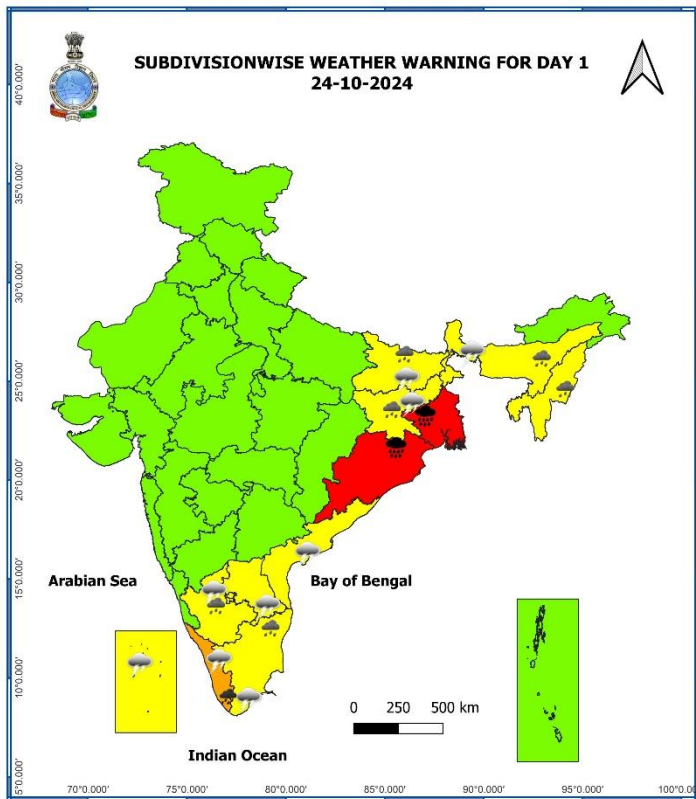 SUBDIVISIONWISE WEATHER WARNING FOR DAY 1
24-10-2024
40°0.000'
35°0.000'
30°0.000'
25°0.000'
20°0.000'
15°0.000'
10°0.000'
5°0.000'
Arabian Sea
Bay of Bengal
0 250 500 km
Indian Ocean
70°0.000' 75°0.000' 80°0.000' 85°0.000' 90°0.000' 95°0.000' 100°0.000'